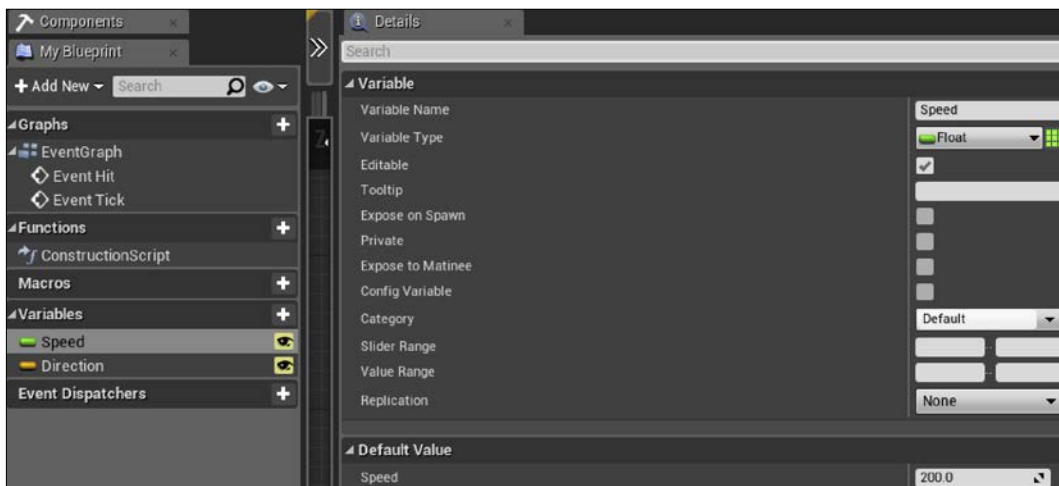 Components
My Blueprint
Add New Search
Graphs
EventGraph
Event Hit
Event Tick
Functions
ConstructionScript
Macros
Variables
Speed
Direction
Event Dispatchers
Details
Search
Variable
Variable Name Speed
Variable Type Float
Editable
Tooltip
Expose on Spawn
Private
Expose to Matinee
Config Variable
Category Default
Slider Range
Value Range
Replication None
Default Value
Speed 200.0